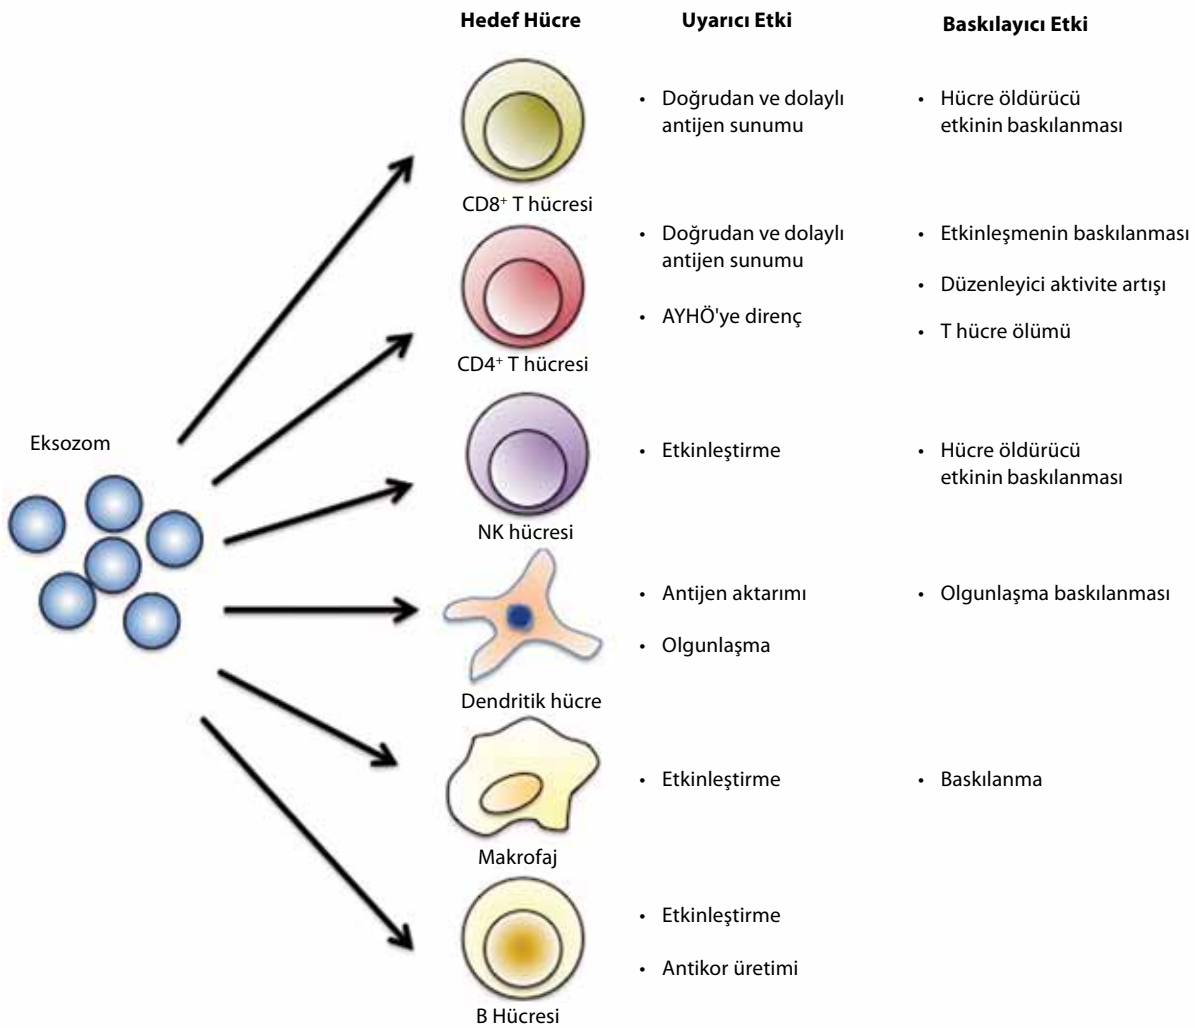 Hedef Hücre Uyarıcı Etki Baskılayıcı Etki
• Doğrudan ve dolaylı
antijen sunumu
• Hücre öldürücü
etkinin baskılanması
CD8⁺ T hücresi
• Doğrudan ve dolaylı
antijen sunumu
• AYHÖ'ye direnç
• Etkinleşmenin baskılanması
• Düzenleyici aktivite artışı
• T hücre ölümü
CD4⁺ T hücresi
Eksozom
• Etkinleştirme
• Hücre öldürücü
etkinin baskılanması
NK hücresi
• Antijen aktarımı
• Olgunlaşma
• Olgunlaşma baskılanması
Dendritik hücre
• Etkinleştirme
• Baskılanma
Makrofaj
• Etkinleştirme
• Antikor üretimi
B Hücresi